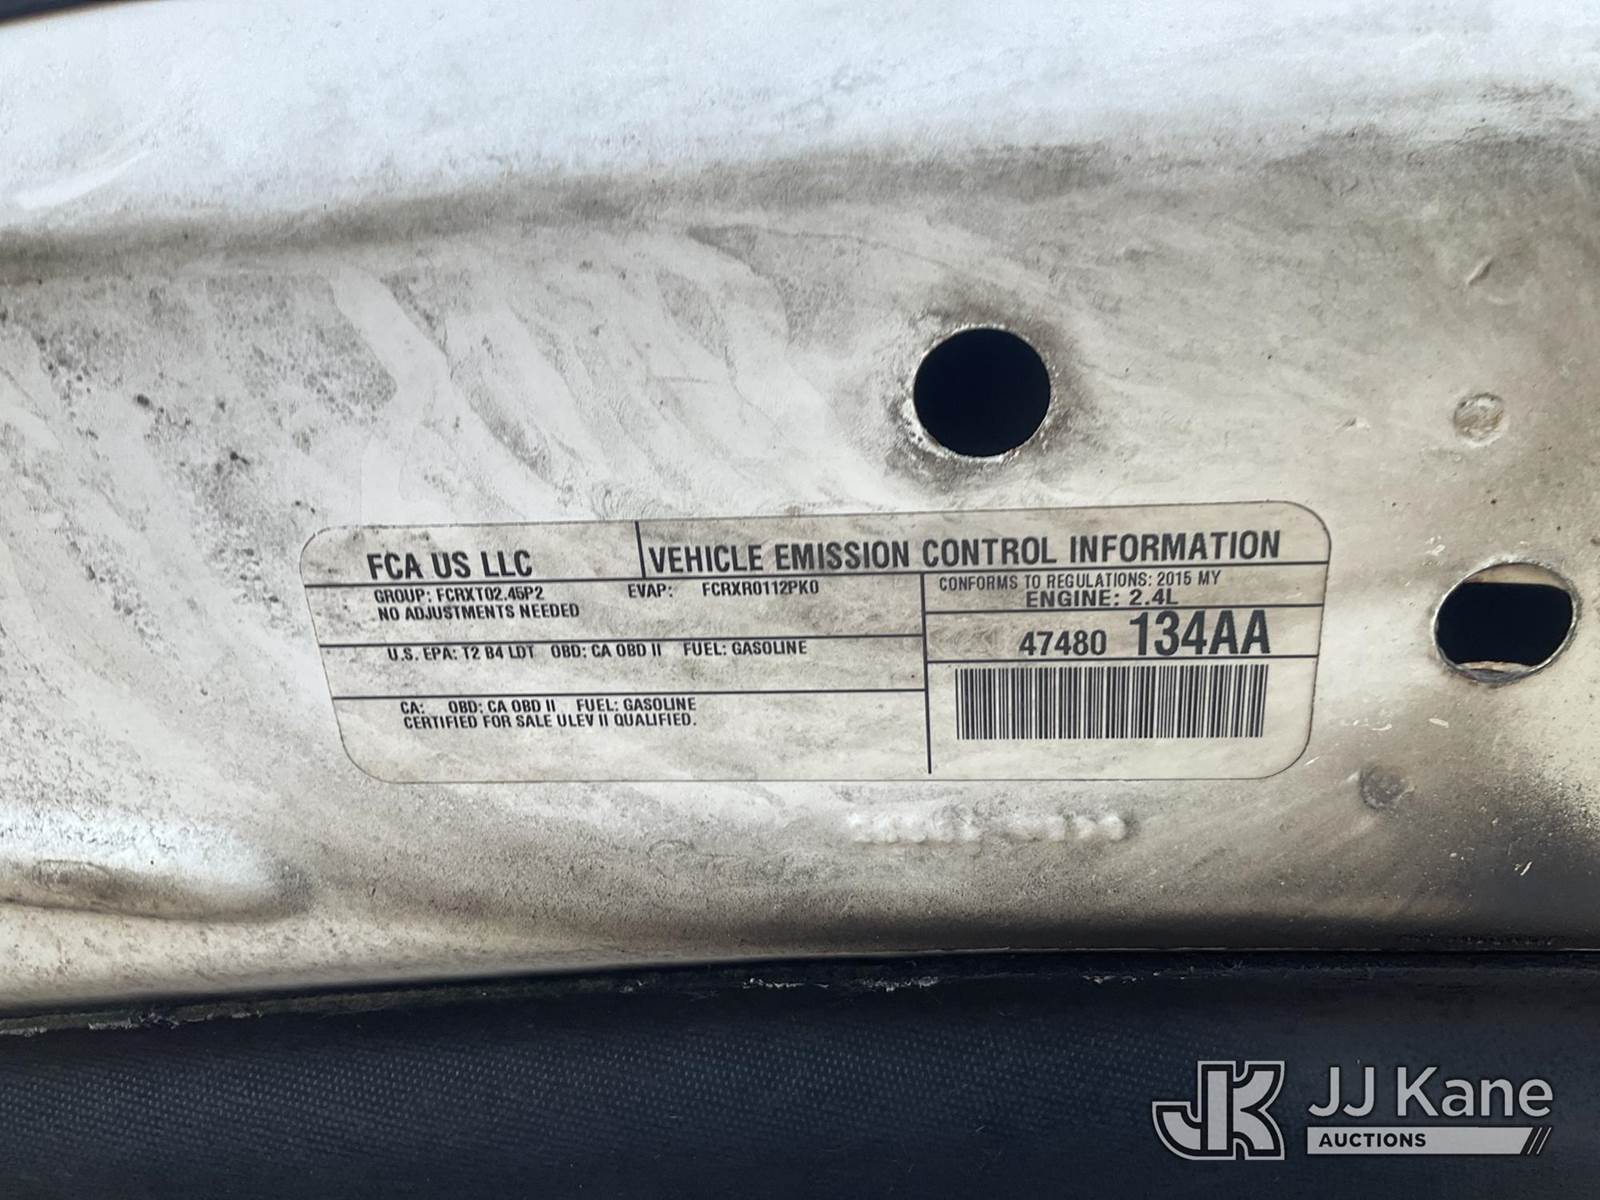 FCA US LLC
VEHICLE EMISSION CONTROL INFORMATION
GROUP: FCRXT02.45P2 EVAP: FCRXR0112PK0
NO ADJUSTMENTS NEEDED
CONFORMS TO REGULATIONS: 2015 MY
ENGINE: 2.4L
47480 134AA
U.S. EPA: T2 B4 LDT OBD: CA OBD II FUEL: GASOLINE
CA: OBD: CA OBD II FUEL: GASOLINE
CERTIFIED FOR SALE ULEV II QUALIFIED.
JK JJ Kane
AUCTIONS